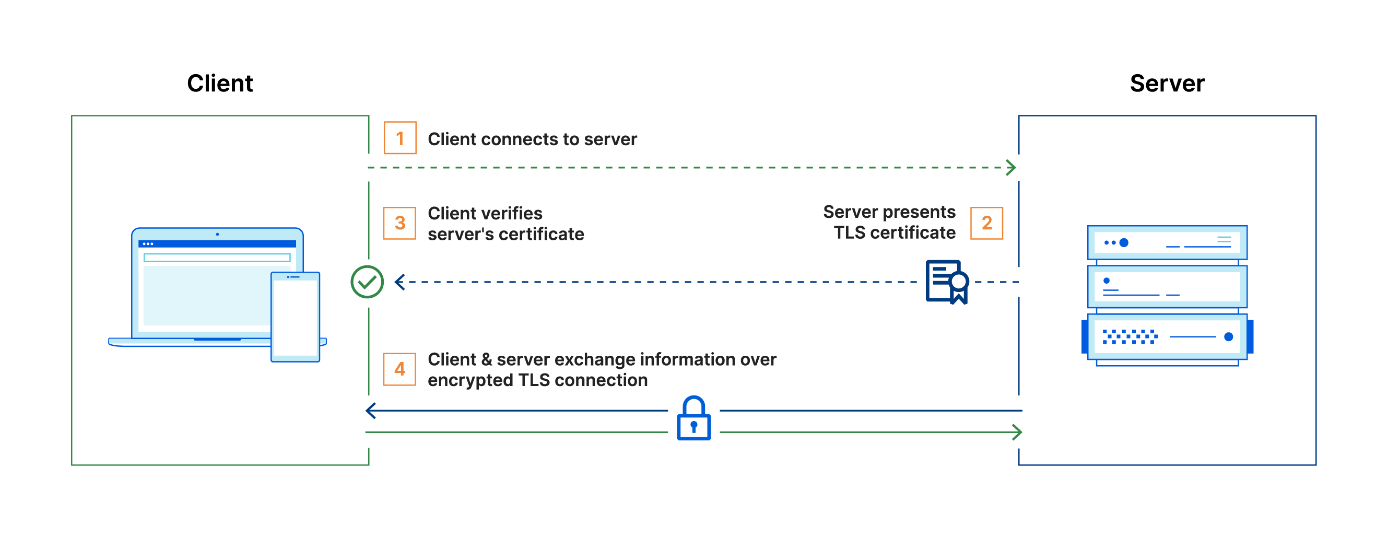 Client
Server
1
Client connects to server
3
Client verifies
server's certificate
Server presents
TLS certificate
2
4
Client & server exchange information over
encrypted TLS connection